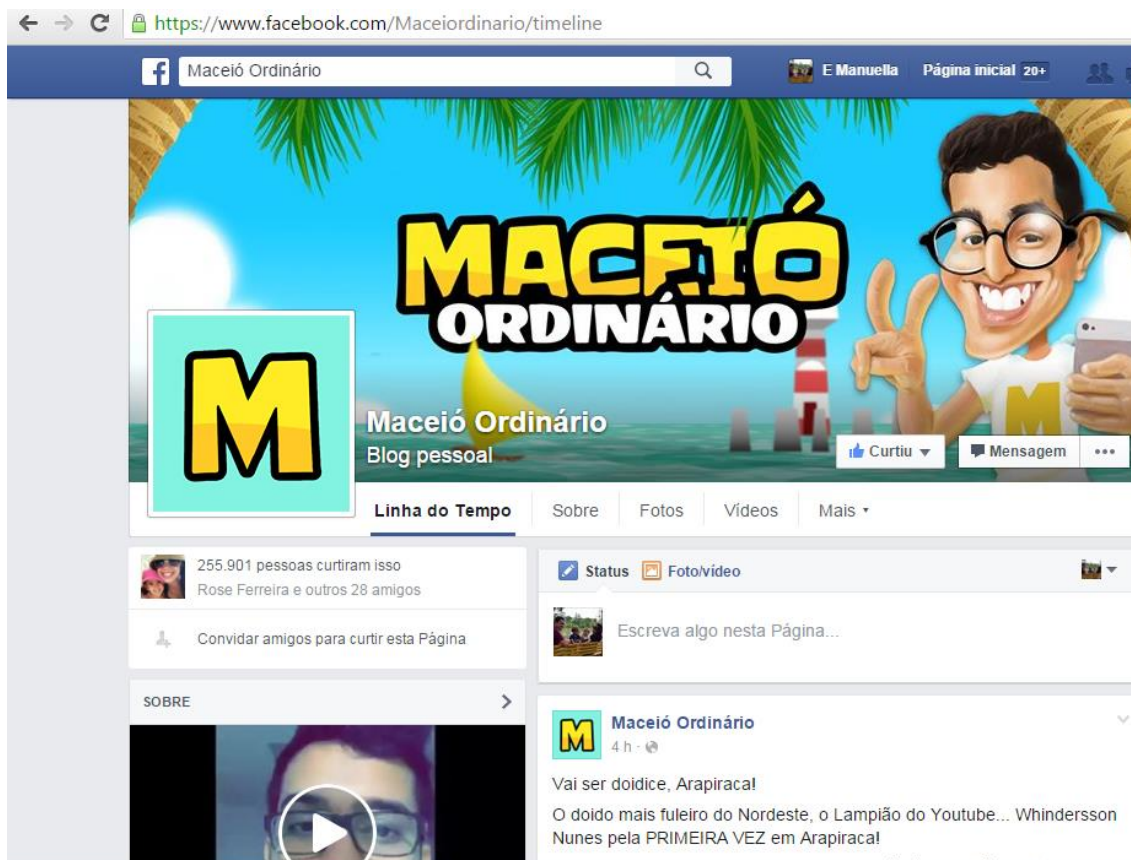 https://www.facebook.com/Maceiordinario/timeline
f Maceió Ordinário E Manuella Página inicial 20+
MACEIÓ
ORDINÁRIO
M
M
Maceió Ordinário
Blog pessoal
Curtiu Mensagem
Linha do Tempo Sobre Fotos Vídeos Mais
255.901 pessoas curtiram isso
Rose Ferreira e outros 28 amigos
Convidar amigos para curtir esta Página
SOBRE
Status Foto/vídeo
Escreva algo nesta Página...
M
Maceió Ordinário
4 h ·
Vai ser doidice, Arapiraca!
O doido mais fuleiro do Nordeste, o Lampião do Youtube... Whindersson
Nunes pela PRIMEIRA VEZ em Arapiraca!